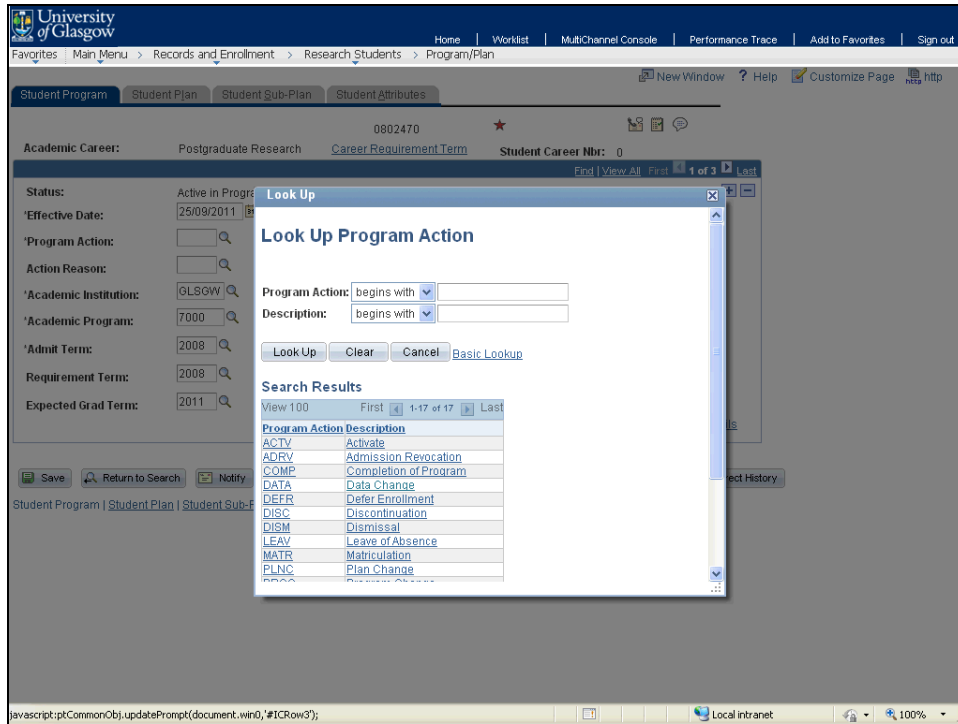 University
of Glasgow
Home | Worklist | MultiChannel Console | Performance Trace | Add to Favorites | Sign out
Favorites Main Menu > Records and Enrollment > Research Students > Program/Plan
New Window ? Help Customize Page http
Student Program Student Plan Student Sub-Plan Student Attributes
0802470
Academic Career: Postgraduate Research Career Requirement Term Student Career Nbr: 0
Find | View All First 1 of 3 Last
Status: Active in Progra
*Effective Date: 25/09/2011
*Program Action:
Action Reason:
*Academic Institution: GLSGW
*Academic Program: 7000
*Admit Term: 2008
Requirement Term: 2008
Expected Grad Term: 2011
Look Up
Look Up Program Action
Program Action: begins with
Description: begins with
Look Up Clear Cancel Basic Lookup
Search Results
View 100 First 1-17 of 17 Last
Program Action Description
ACTV Activate
ADRV Admission Revocation
COMP Completion of Program
DATA Data Change
DEFR Defer Enrollment
DISC Discontinuation
DISM Dismissal
LEAV Leave of Absence
MATR Matriculation
PLNC Plan Change
Program Change
ils
Save Return to Search Notify ect History
Student Program | Student Plan | Student Sub-P
javascript:ptCommonObj.updatePrompt(document.win0,'#ICRow3'); Local intranet 100%